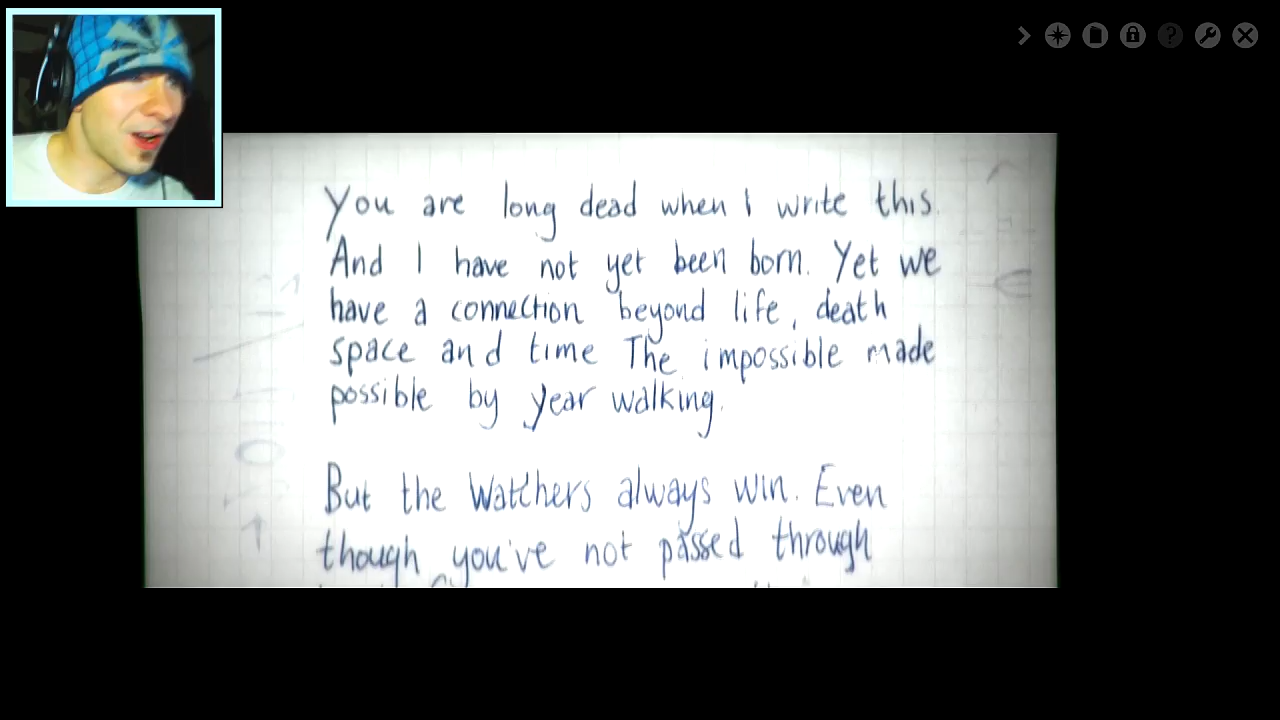 You are long dead when I write this.
And I have not yet been born. Yet we
have a connection beyond life, death
space and time The impossible made
possible by year walking.
But the Watchers always win. Even
though you've not passed through